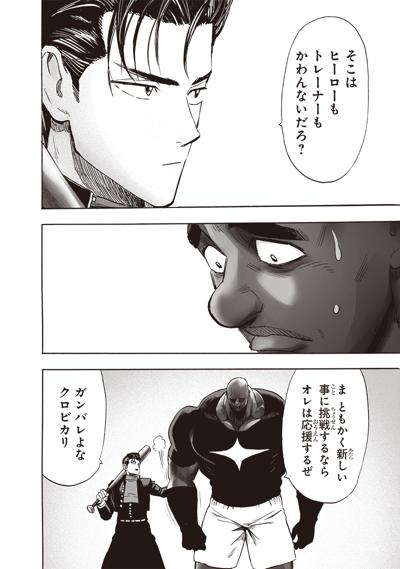 そこは
ヒーローも
トレーナーも
かわんないだろ？
ま ともかく新しい
事に挑戦するなら
オレは応援するぜ
ガンバレよな
クロビカリ